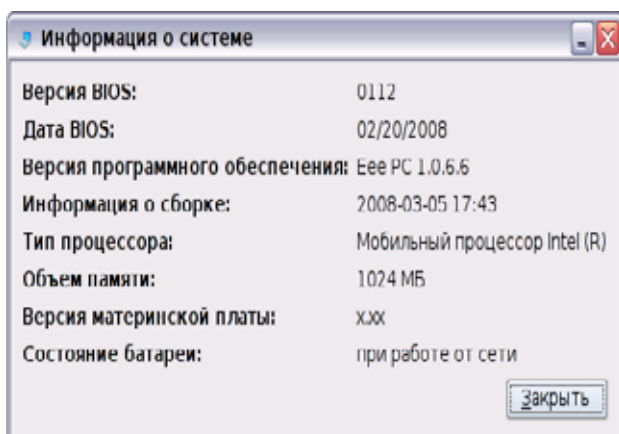 Информация о системе
Версия BIOS: 0112
Дата BIOS: 02/20/2008
Версия программного обеспечения: Eee PC 1.0.6.6
Информация о сборке: 2008-03-05 17:43
Тип процессора: Мобильный процессор Intel (R)
Объем памяти: 1024 МБ
Версия материнской платы: x.xx
Состояние батареи: при работе от сети
Закрыть